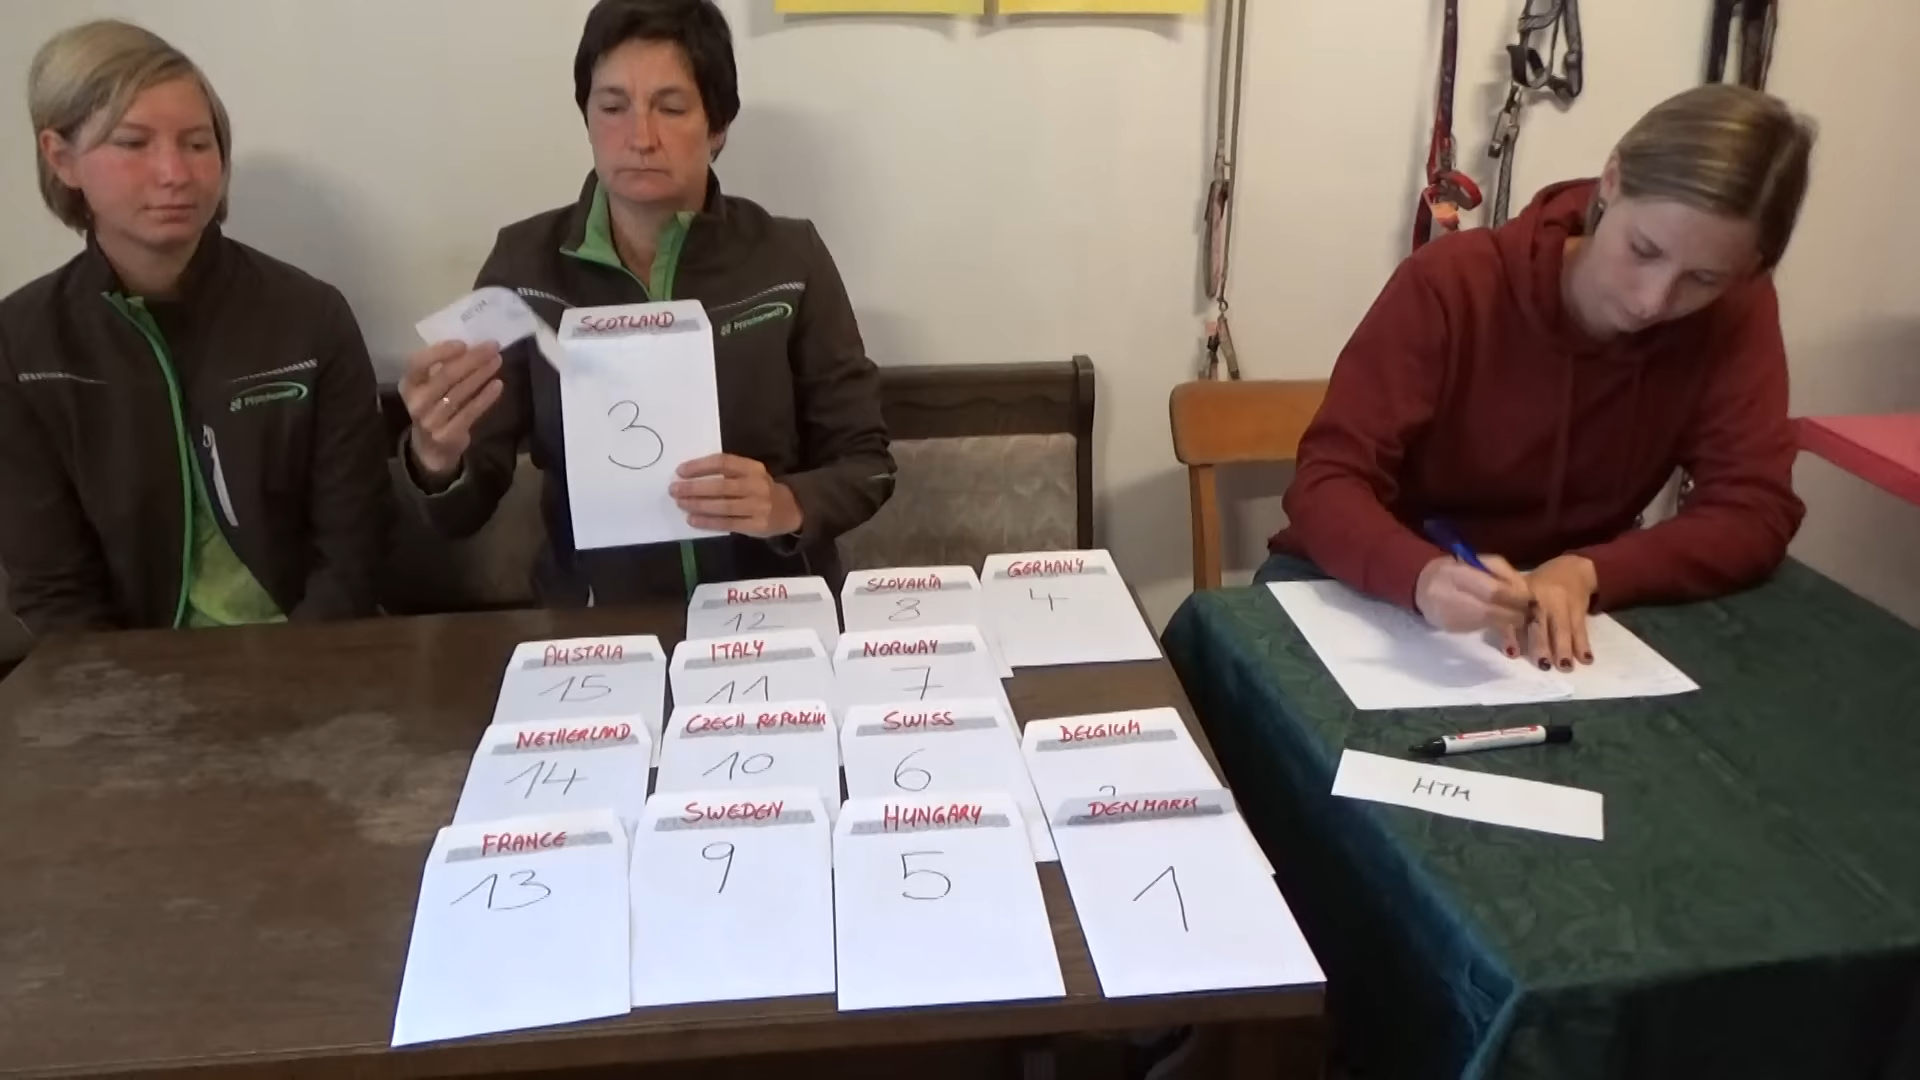 SCOTLAND
3
RUSSIA
12
SLOVAKIA
8
GERMANY
4
AUSTRIA
15
ITALY
11
NORWAY
7
NETHERLAND
14
CZECH REPUBLIK
10
SWISS
6
BELGIUM
FRANCE
13
SWEDEN
9
HUNGARY
5
DENMARK
1
HTM